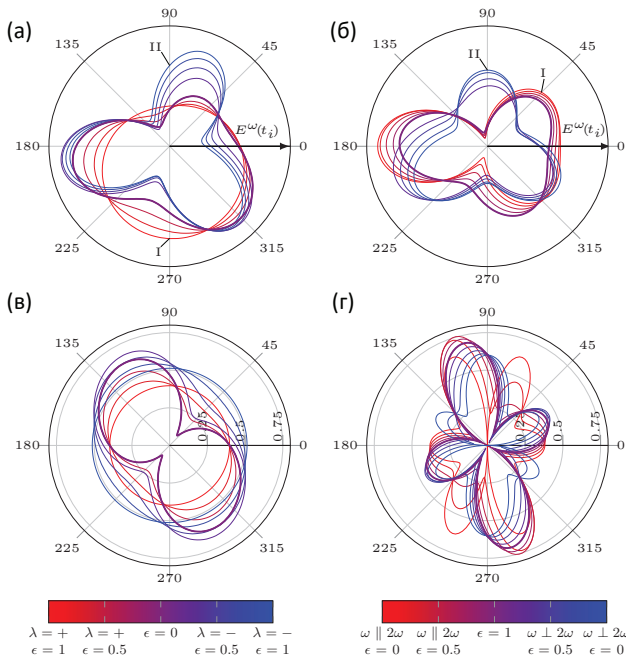 (а)
90
135
45
II
E^ω(t_i)
180
0
I
225
315
270
(б)
90
135
45
II
I
E^ω(t_i)
180
0
225
315
270
(в)
90
135
45
180
0
0.25
0.5
0.75
225
315
270
(г)
90
135
45
180
0
0.25
0.5
0.75
225
315
270
λ = + λ = + ϵ = 0 λ = − λ = −
ϵ = 1 ϵ = 0.5 ϵ = 0.5 ϵ = 1
ω ∥ 2ω ω ∥ 2ω ϵ = 1 ω ⊥ 2ω ω ⊥ 2ω
ϵ = 0 ϵ = 0.5 ϵ = 0.5 ϵ = 0